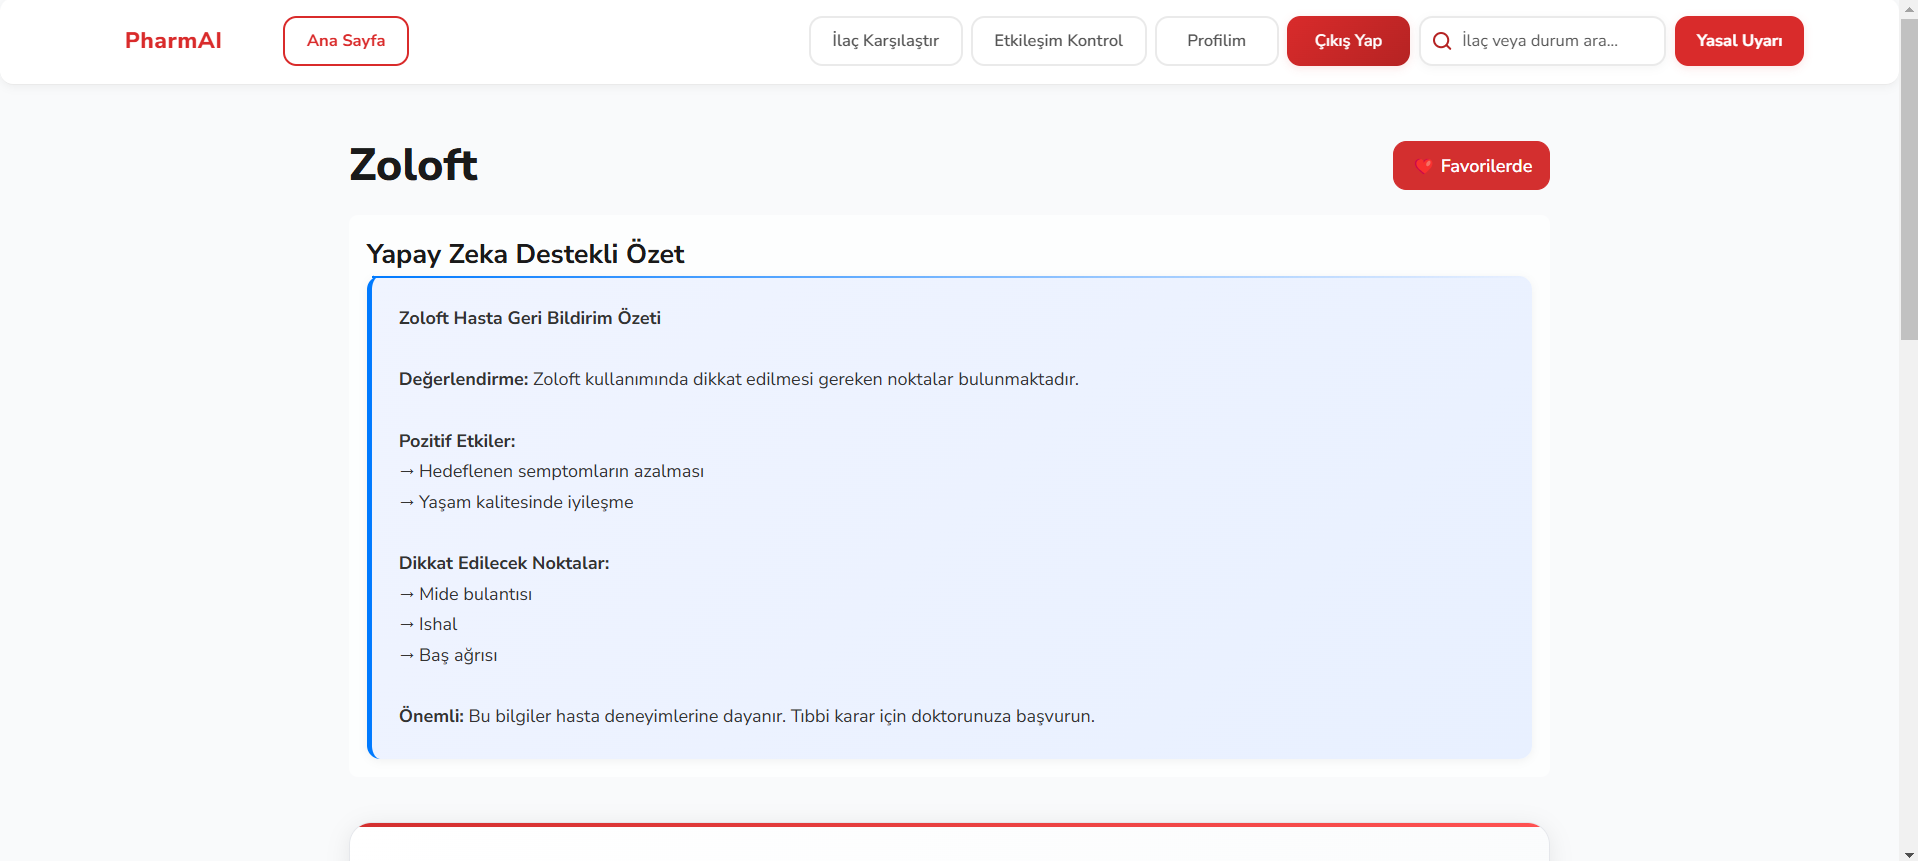 PharmAI
Ana Sayfa
İlaç Karşılaştır
Etkileşim Kontrol
Profilim
Çıkış Yap
İlaç veya durum ara...
Yasal Uyarı
Zoloft
Favorilerde
Yapay Zeka Destekli Özet
Zoloft Hasta Geri Bildirim Özeti
Değerlendirme: Zoloft kullanımında dikkat edilmesi gereken noktalar bulunmaktadır.
Pozitif Etkiler:
→ Hedeflenen semptomların azalması
→ Yaşam kalitesinde iyileşme
Dikkat Edilecek Noktalar:
→ Mide bulantısı
→ Ishal
→ Baş ağrısı
Önemli: Bu bilgiler hasta deneyimlerine dayanır. Tıbbi karar için doktorunuza başvurun.